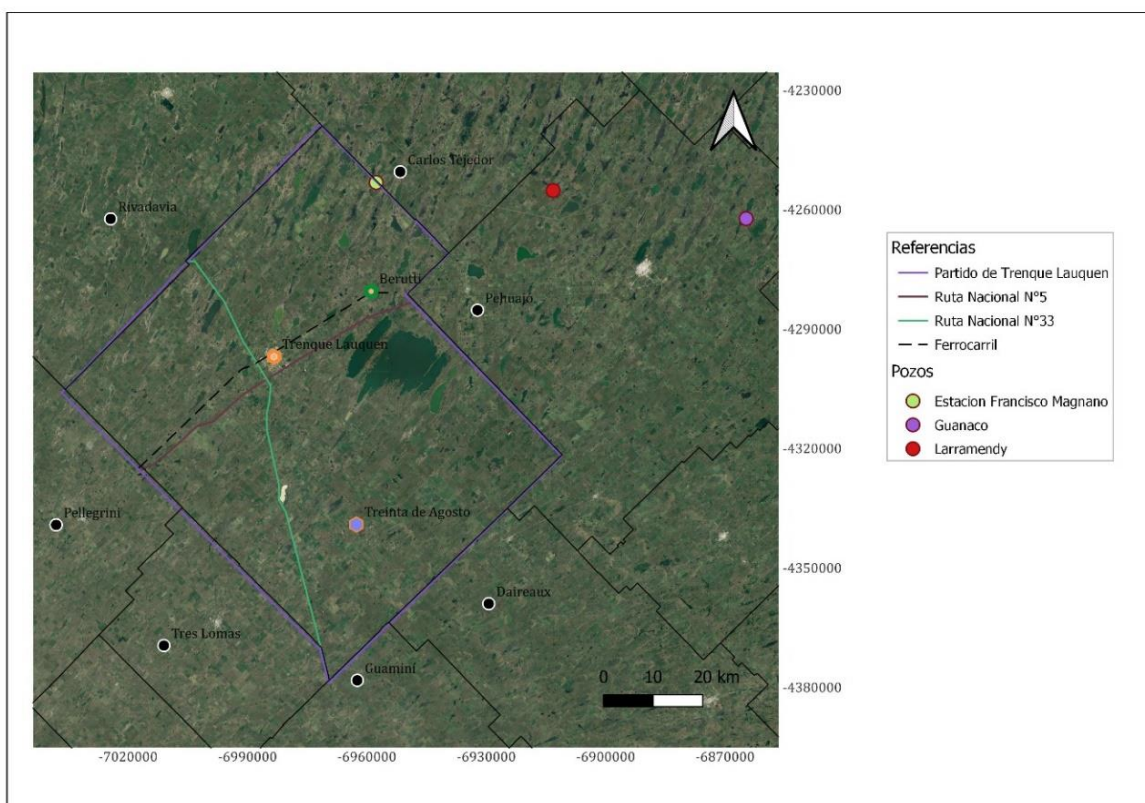 -4230000
Carlos Tejedor
Rivadavia
-4260000
Berutti
Pehuajó
-4290000
Trenque Lauquen
-4320000
Pellegrini
Treinta de Agosto
-4350000
Daireaux
Tres Lomas
Guaminí
0 10 20 km
-4380000
-7020000 -6990000 -6960000 -6930000 -6900000 -6870000
Referencias
Partido de Trenque Lauquen
Ruta Nacional N°5
Ruta Nacional N°33
Ferrocarril
Pozos
Estacion Francisco Magnano
Guanaco
Larramendy